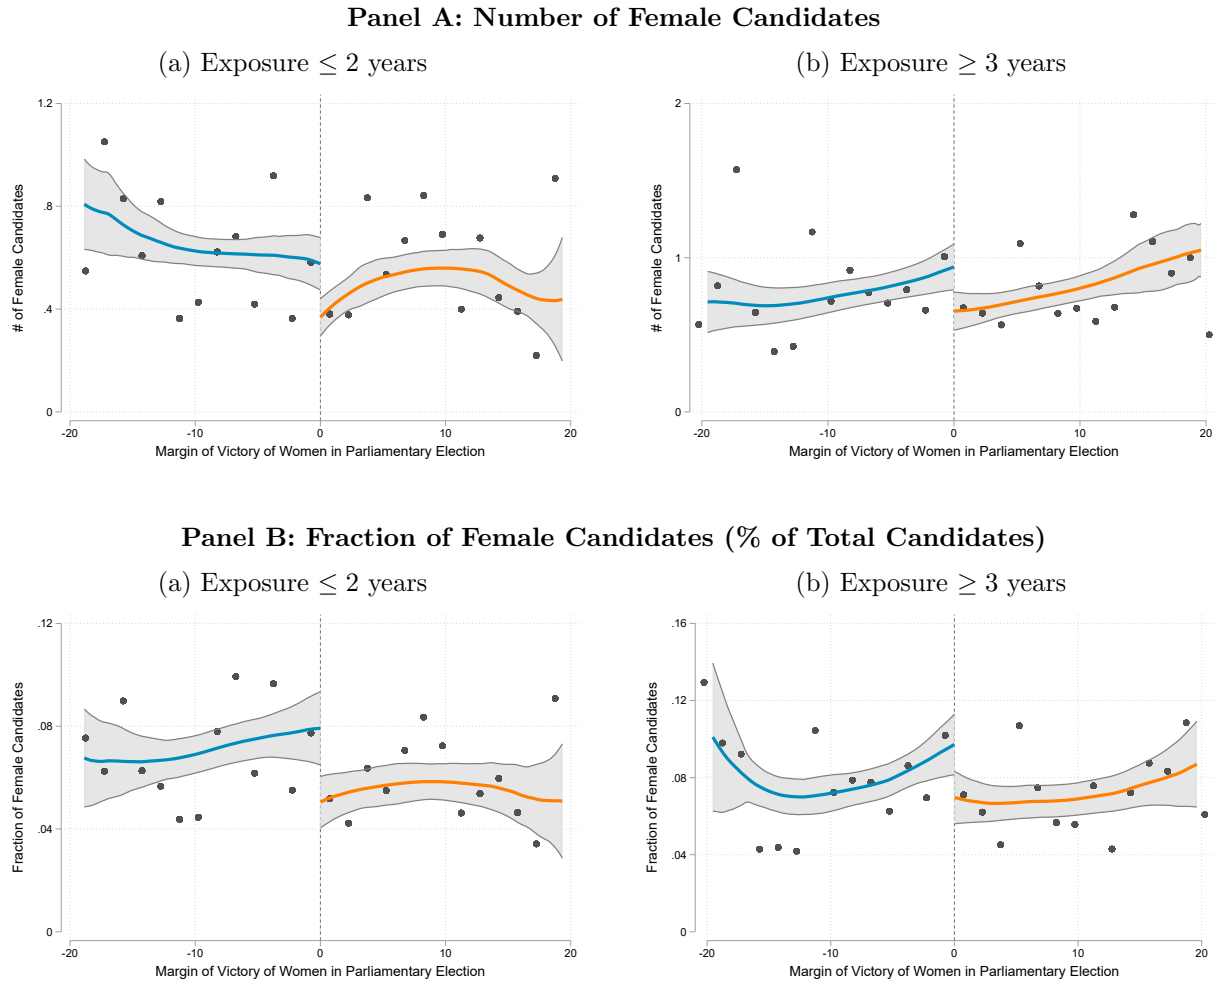 Panel A: Number of Female Candidates
(a) Exposure ≤ 2 years
(b) Exposure ≥ 3 years
# of Female Candidates
1.2
.8
.4
0
-20
-10
0
10
20
Margin of Victory of Women in Parliamentary Election
# of Female Candidates
2
1
0
-20
-10
0
10
20
Margin of Victory of Women in Parliamentary Election
Panel B: Fraction of Female Candidates (% of Total Candidates)
(a) Exposure ≤ 2 years
(b) Exposure ≥ 3 years
Fraction of Female Candidates
.12
.08
.04
0
-20
-10
0
10
20
Margin of Victory of Women in Parliamentary Election
Fraction of Female Candidates
.16
.12
.08
.04
0
-20
-10
0
10
20
Margin of Victory of Women in Parliamentary Election